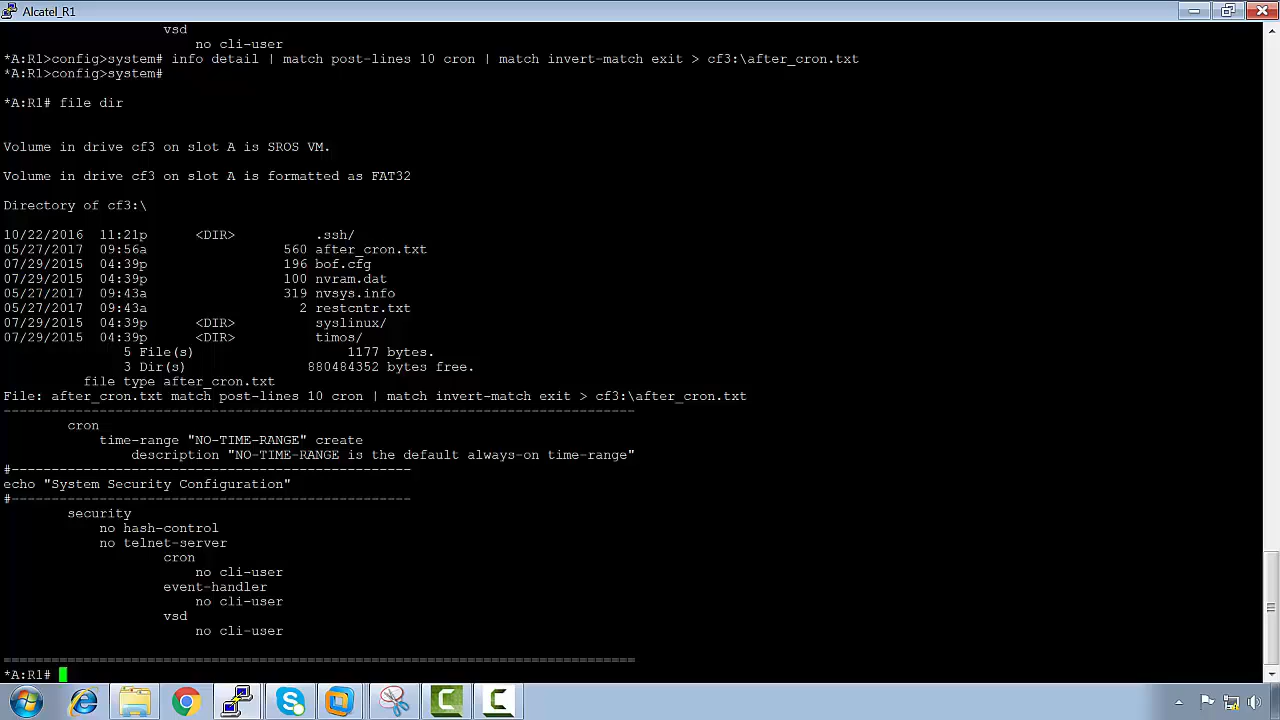 Alcatel_R1
vsd
no cli-user
*A:R1>config>system# info detail | match post-lines 10 cron | match invert-match exit > cf3:\after_cron.txt
*A:R1>config>system#
*A:R1# file dir
Volume in drive cf3 on slot A is SROS VM.
Volume in drive cf3 on slot A is formatted as FAT32
Directory of cf3:\
10/22/2016  11:21p      <DIR>          .ssh/
05/27/2017  09:56a                 560 after_cron.txt
07/29/2015  04:39p                 196 bof.cfg
07/29/2015  04:39p                 100 nvram.dat
05/27/2017  09:43a                 319 nvsys.info
05/27/2017  09:43a                   2 restcntr.txt
07/29/2015  04:39p      <DIR>          syslinux/
07/29/2015  04:39p      <DIR>          timos/
5 File(s)                   1177 bytes.
3 Dir(s)               880484352 bytes free.
file type after_cron.txt
File: after_cron.txt match post-lines 10 cron | match invert-match exit > cf3:\after_cron.txt
-------------------------------------------------------------------------------
cron
time-range "NO-TIME-RANGE" create
description "NO-TIME-RANGE is the default always-on time-range"
#--------------------------------------------------
echo "System Security Configuration"
#--------------------------------------------------
security
no hash-control
no telnet-server
cron
no cli-user
event-handler
no cli-user
vsd
no cli-user
===============================================================================
*A:R1#